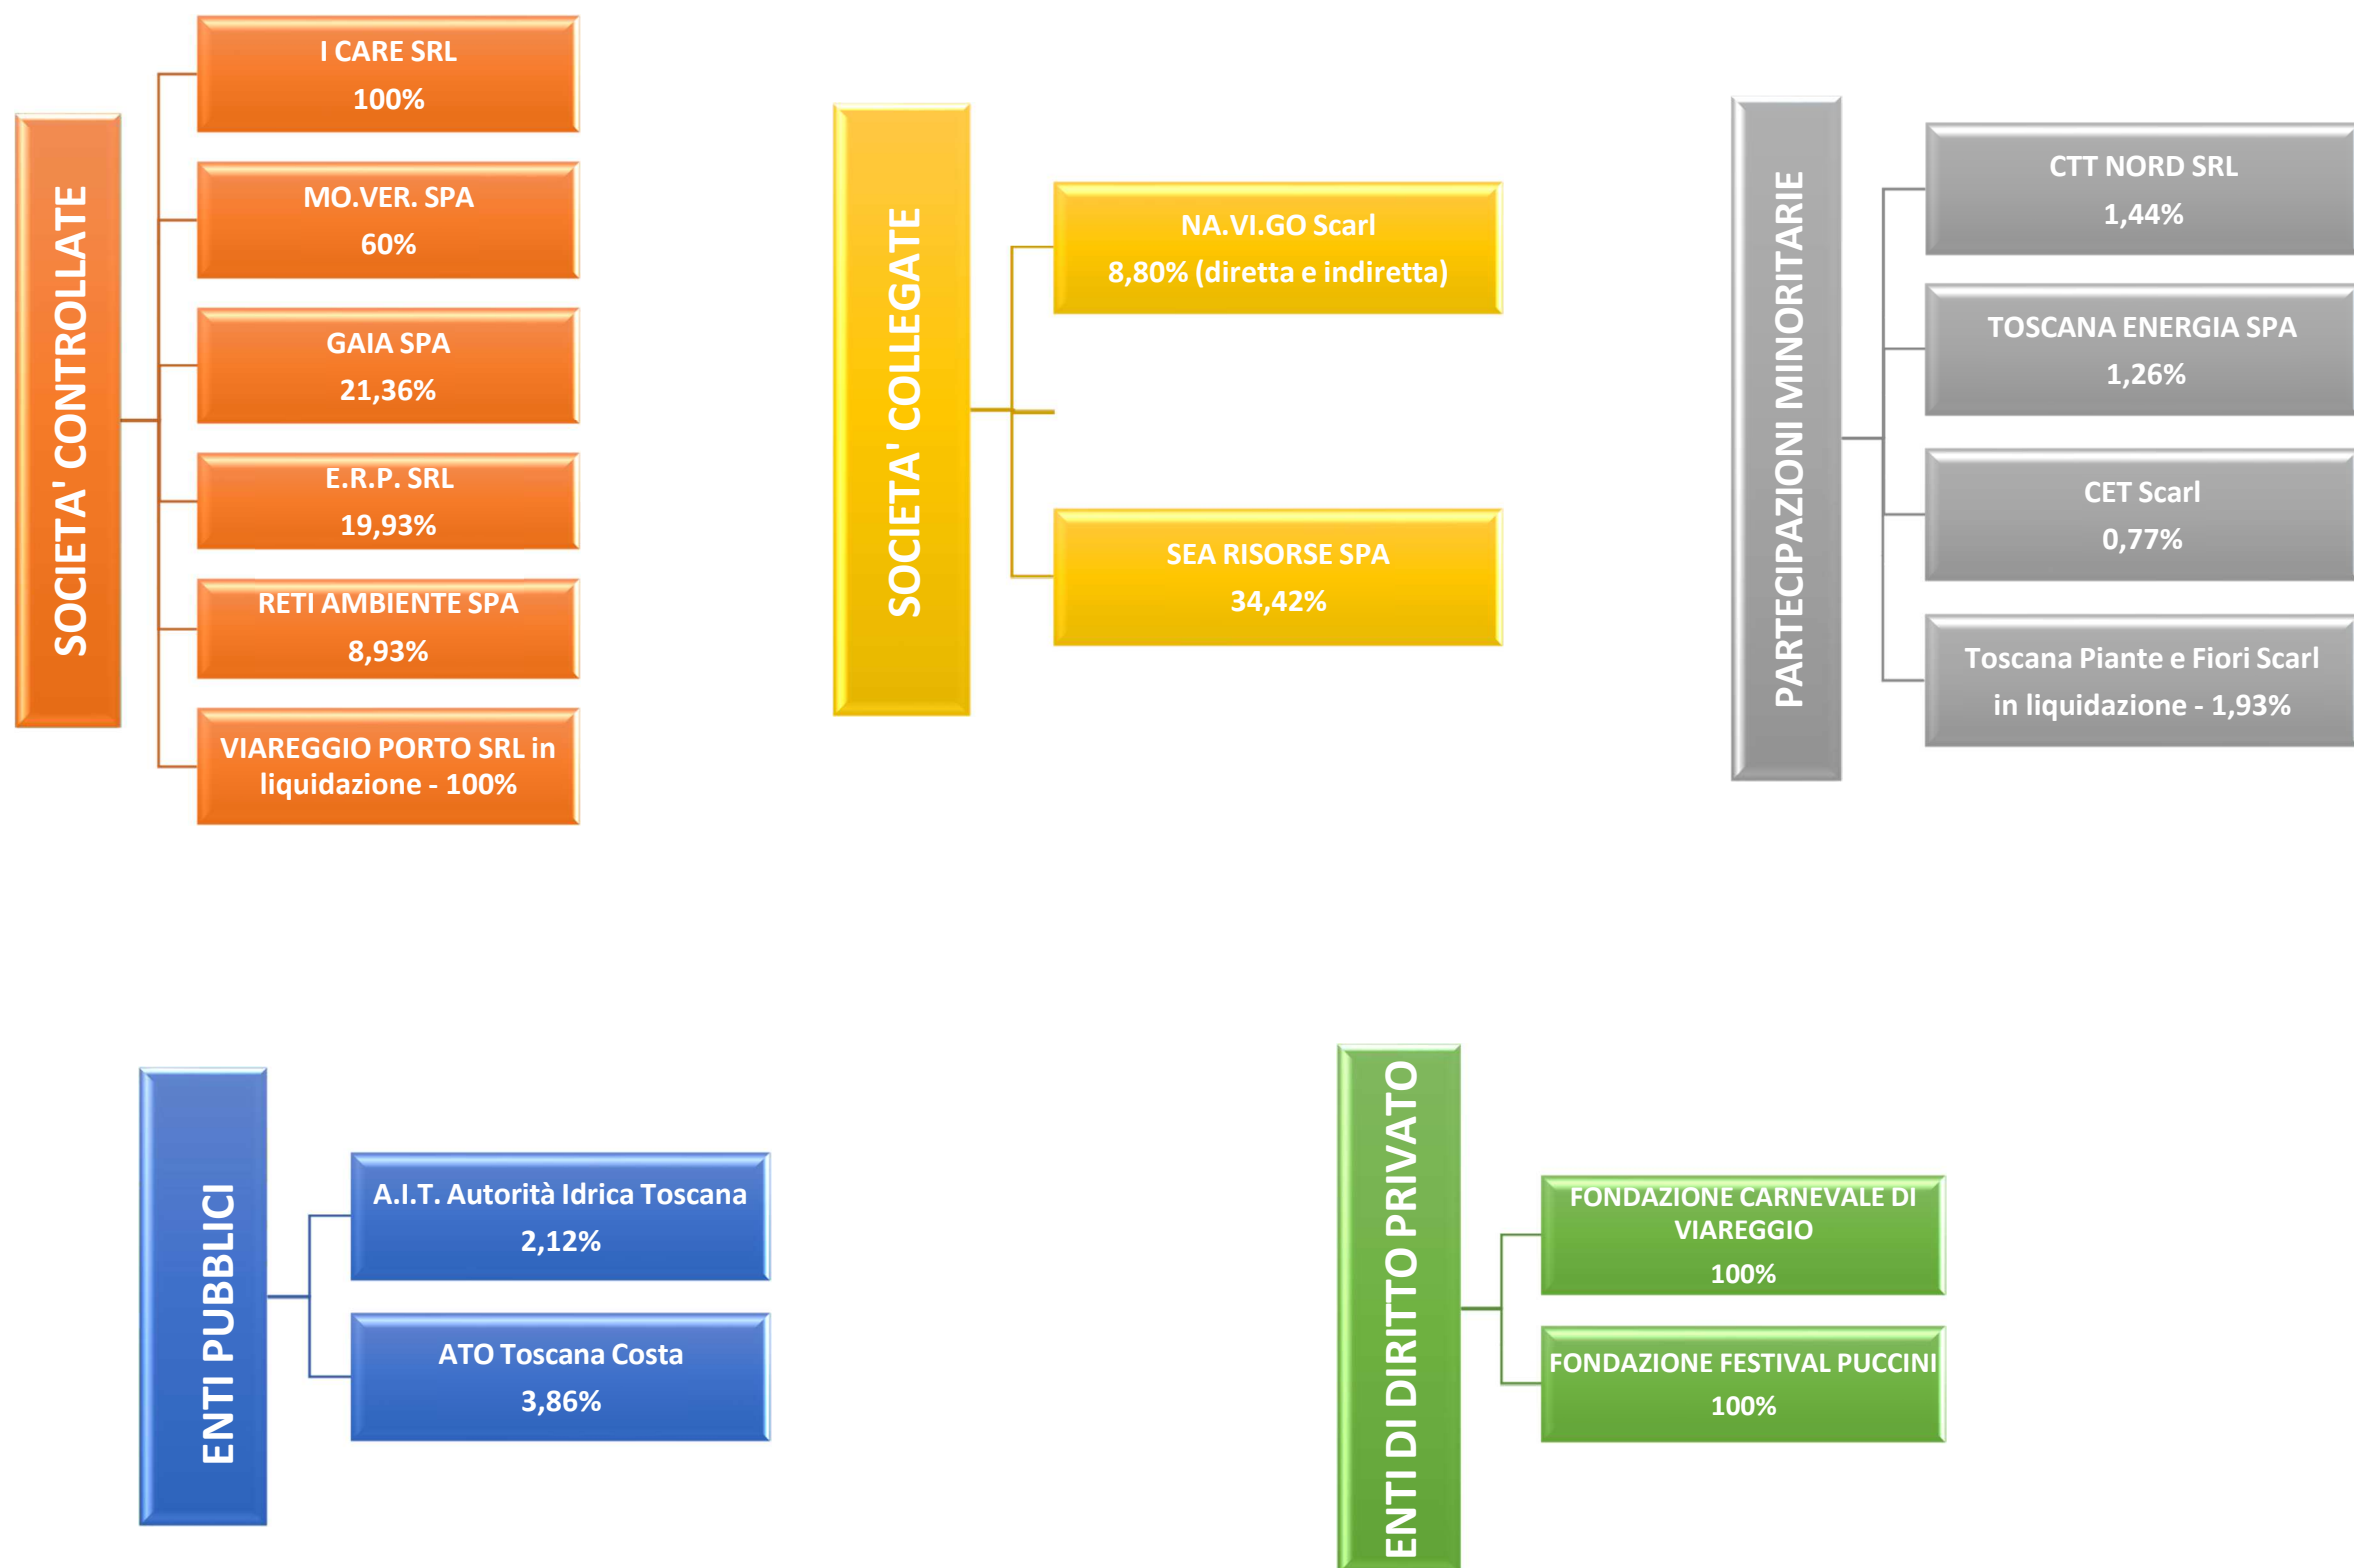 SOCIETA' CONTROLLATE
I CARE SRL
100%
MO.VER. SPA
60%
GAIA SPA
21,36%
E.R.P. SRL
19,93%
RETI AMBIENTE SPA
8,93%
VIAREGGIO PORTO SRL in
liquidazione - 100%
SOCIETA' COLLEGATE
NA.VI.GO Scarl
8,80% (diretta e indiretta)
SEA RISORSE SPA
34,42%
PARTECIPAZIONI MINORITARIE
CTT NORD SRL
1,44%
TOSCANA ENERGIA SPA
1,26%
CET Scarl
0,77%
Toscana Piante e Fiori Scarl
in liquidazione - 1,93%
ENTI PUBBLICI
A.I.T. Autorità Idrica Toscana
2,12%
ATO Toscana Costa
3,86%
ENTI DI DIRITTO PRIVATO
FONDAZIONE CARNEVALE DI
VIAREGGIO
100%
FONDAZIONE FESTIVAL PUCCINI
100%